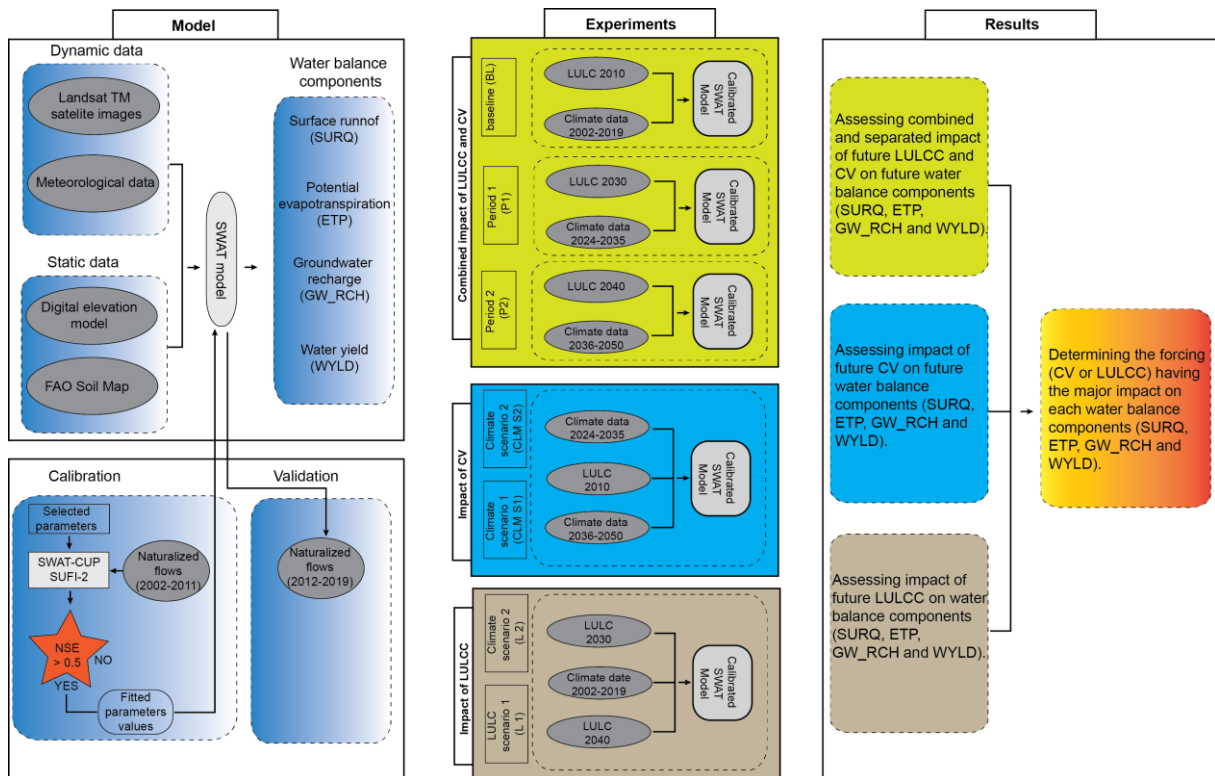 Model
Dynamic data
Landsat TM
satelite images
Meteorological data
Static data
Digital elevation
model
FAO Soil Map
SWAT model
Water balance
components
Surface runnof
(SURQ)
Potential
evapotranspiration
(ETP)
Groundwater
recharge
(GW_RCH)
Water yield
(WYLD)
Calibration
Selected
parameters
SWAT-CUP
SUFI-2
Naturalized
flows
(2002-2011)
NSE
> 0.5
NO
YES
Fitted
parameters
values
Validation
Naturalized
flows
(2012-2019)
Experiments
Combined impact of LULCC and CV
baseline (BL)
LULC 2010
Climate data
2002-2019
Calibrated
SWAT
Model
Period 1
(P1)
LULC 2030
Climate data
2024-2035
Calibrated
SWAT
Model
Period 2
(P2)
LULC 2040
Climate data
2036-2050
Calibrated
SWAT
Model
Impact of CV
Climate
scenario 2
(CLM S2)
Climate
scenario 1
(CLM S1)
Climate data
2024-2035
LULC
2010
Climate data
2036-2050
Calibrated
SWAT
Model
Impact of LULCC
Climate
scenario 2
(L 2)
LULC
scenario 1
(L 1)
LULC
2030
Climate date
2002-2019
LULC
2040
Calibrated
SWAT
Model
Results
Assessing combined
and separated impact
of future LULCC and
CV on future water
balance components
(SURQ, ETP,
GW_RCH and WYLD).
Assessing impact of
future CV on future
water balance
components (SURQ,
ETP, GW_RCH and
WYLD).
Assessing impact of
future LULCC on water
balance components
(SURQ, ETP,
GW_RCH and WYLD).
Determining the forcing
(CV or LULCC) having
the major impact on
each water balance
components (SURQ,
ETP, GW_RCH and
WYLD).